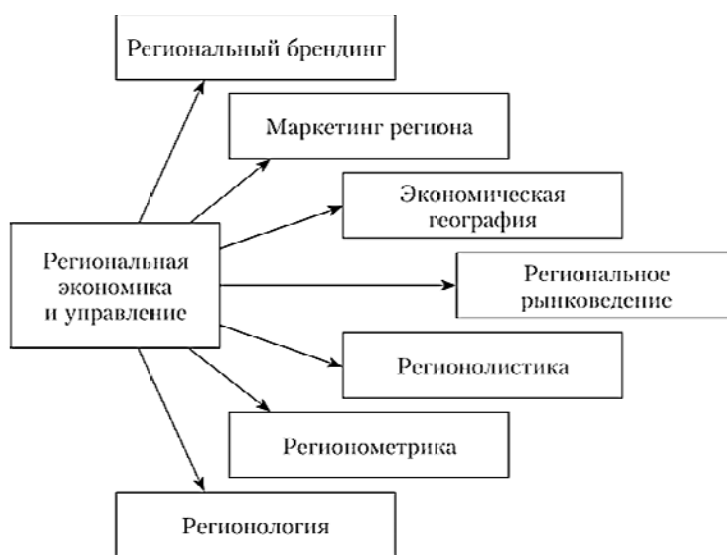 Региональный брендинг
Маркетинг региона
Экономическая
география
Региональная
экономика
и управление
Региональное
рынковедение
Регионолистика
Регионометрика
Регионология